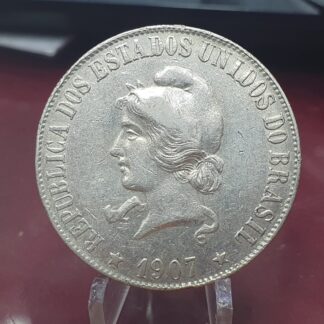 REPUBLICA DOS ESTADOS UNIDOS DO BRASIL
1907